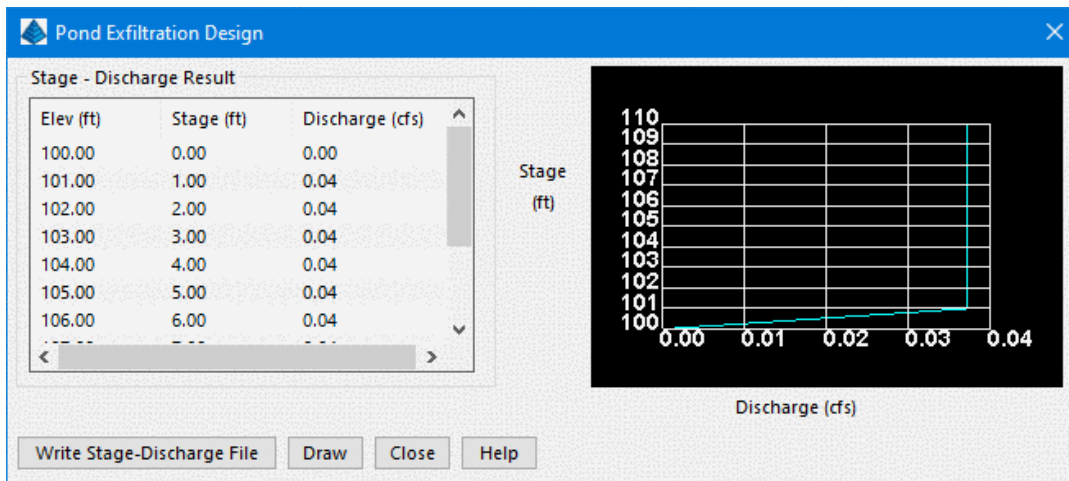 Pond Exfiltration Design
Stage - Discharge Result
Elev (ft) Stage (ft) Discharge (cfs)
100.00 0.00 0.00
101.00 1.00 0.04
102.00 2.00 0.04
103.00 3.00 0.04
104.00 4.00 0.04
105.00 5.00 0.04
106.00 6.00 0.04
Stage
(ft)
110
109
108
107
106
105
104
103
102
101
100
0.00 0.01 0.02 0.03 0.04
Discharge (cfs)
Write Stage-Discharge File Draw Close Help